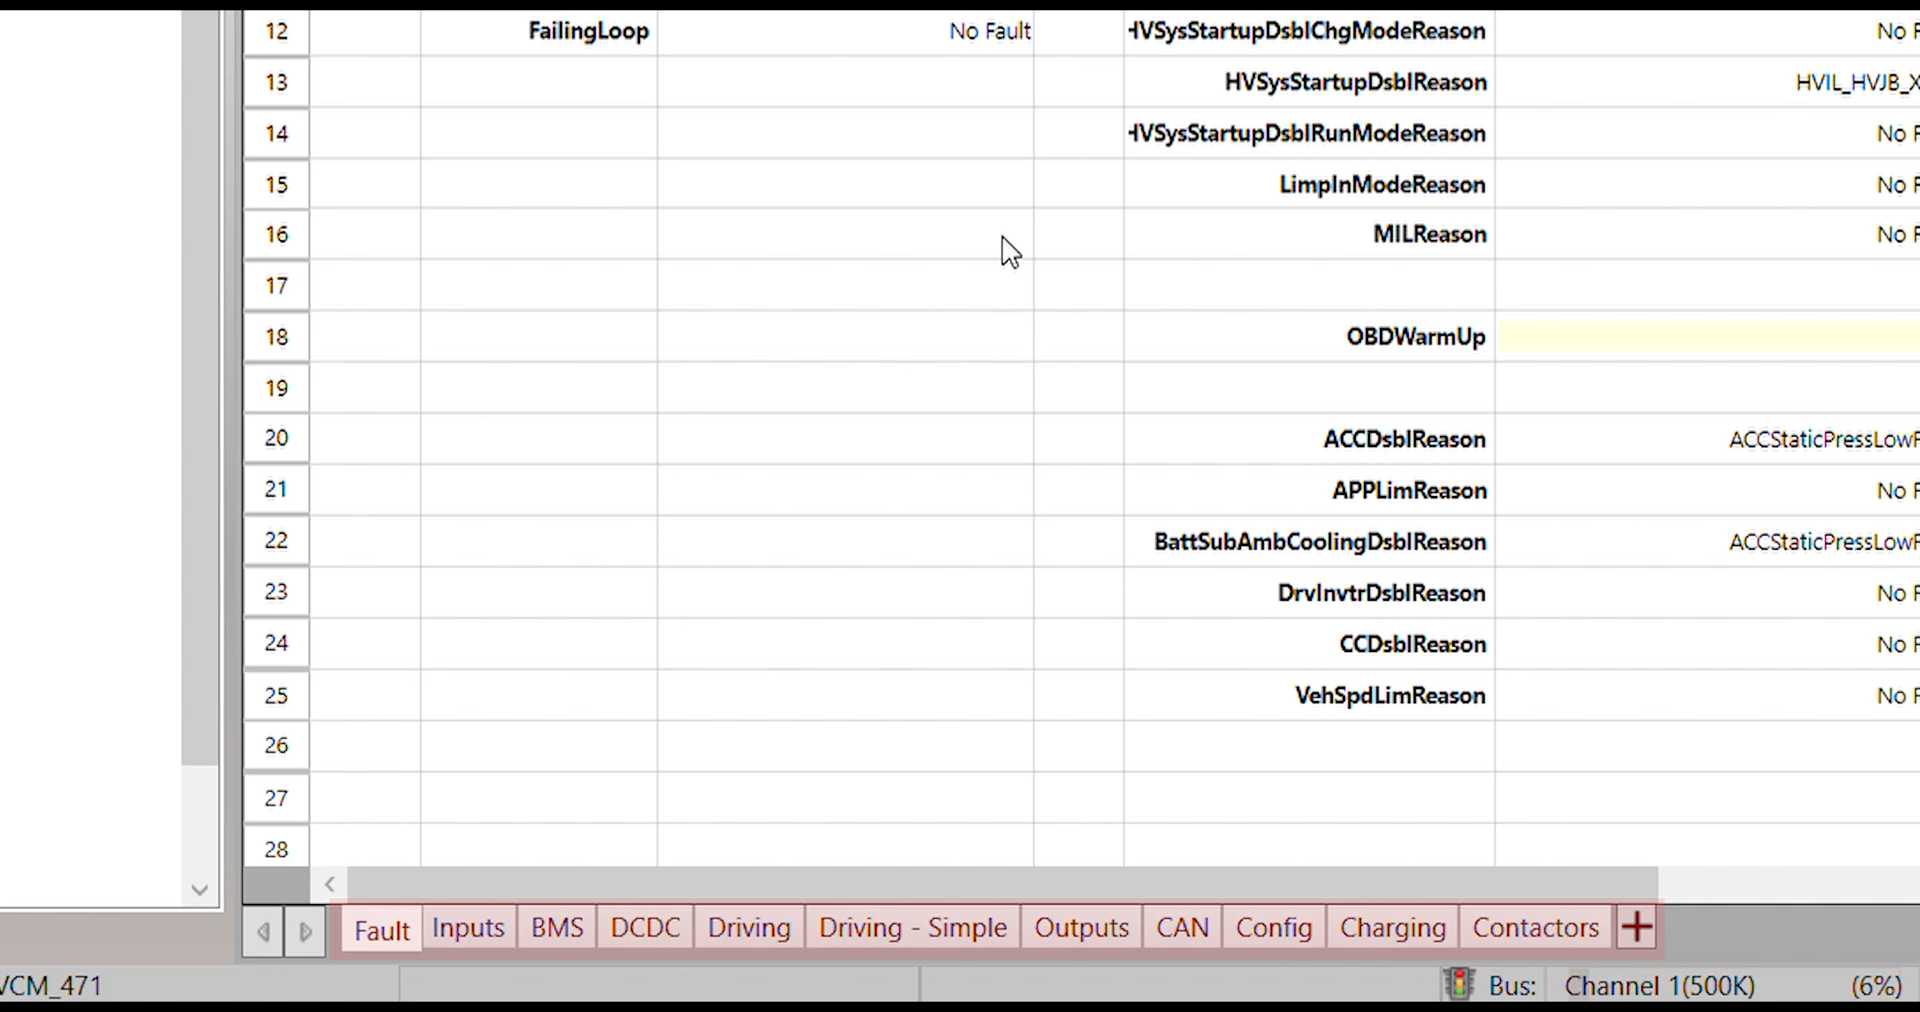 12 FailingLoop No Fault HVSysStartupDsblChgModeReason No F
13 HVSysStartupDsblReason HVIL_HVJB_X
14 HVSysStartupDsblRunModeReason No F
15 LimpInModeReason No F
16 MILReason No F
17
18 OBDWarmUp
19
20 ACCDsblReason ACCStaticPressLowF
21 APPLimReason No F
22 BattSubAmbCoolingDsblReason ACCStaticPressLowF
23 DrvInvtrDsblReason No F
24 CCDsblReason No F
25 VehSpdLimReason No F
26
27
28
Fault Inputs BMS DCDC Driving Driving - Simple Outputs CAN Config Charging Contactors +
VCM_471 Bus: Channel 1(500K) (6%)